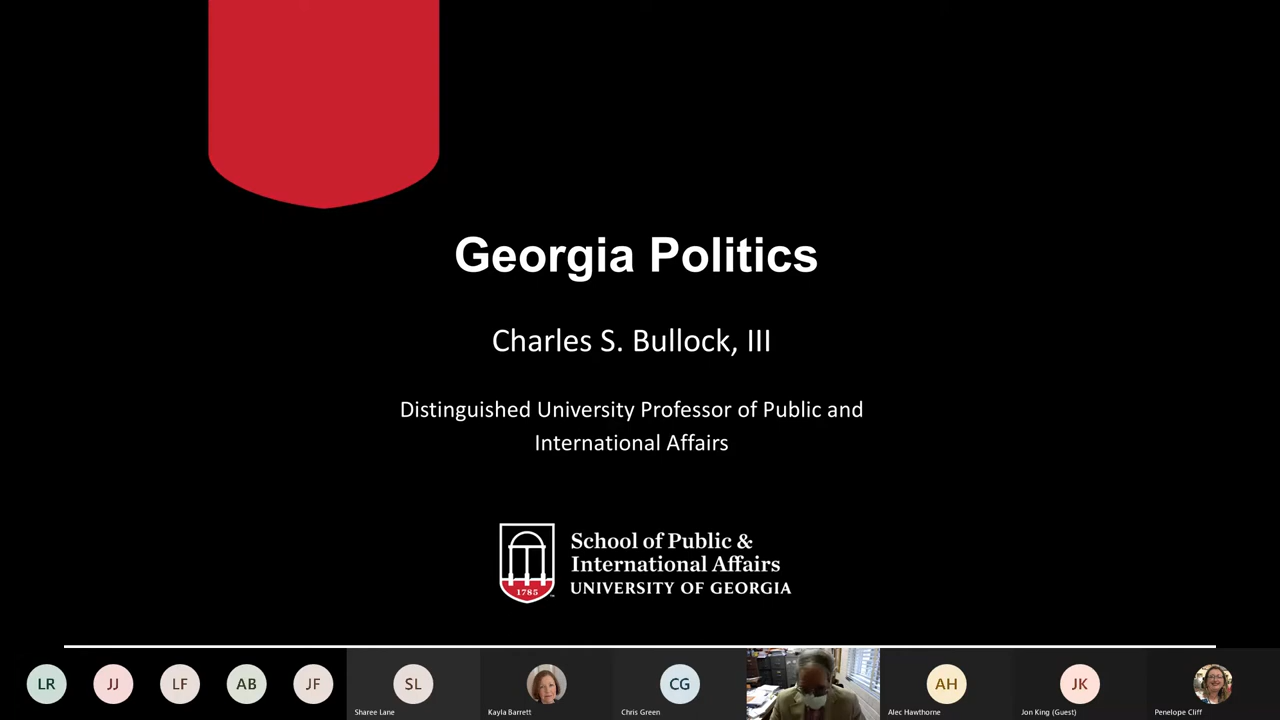 Georgia Politics
Charles S. Bullock, III
Distinguished University Professor of Public and
International Affairs
School of Public &
International Affairs
UNIVERSITY OF GEORGIA
1785
LR
JJ
LF
AB
JF
SL
Sharee Lane
Kayla Barrett
CG
Chris Green
AH
Alec Hawthorne
JK
Jon King (Guest)
Penelope Cliff